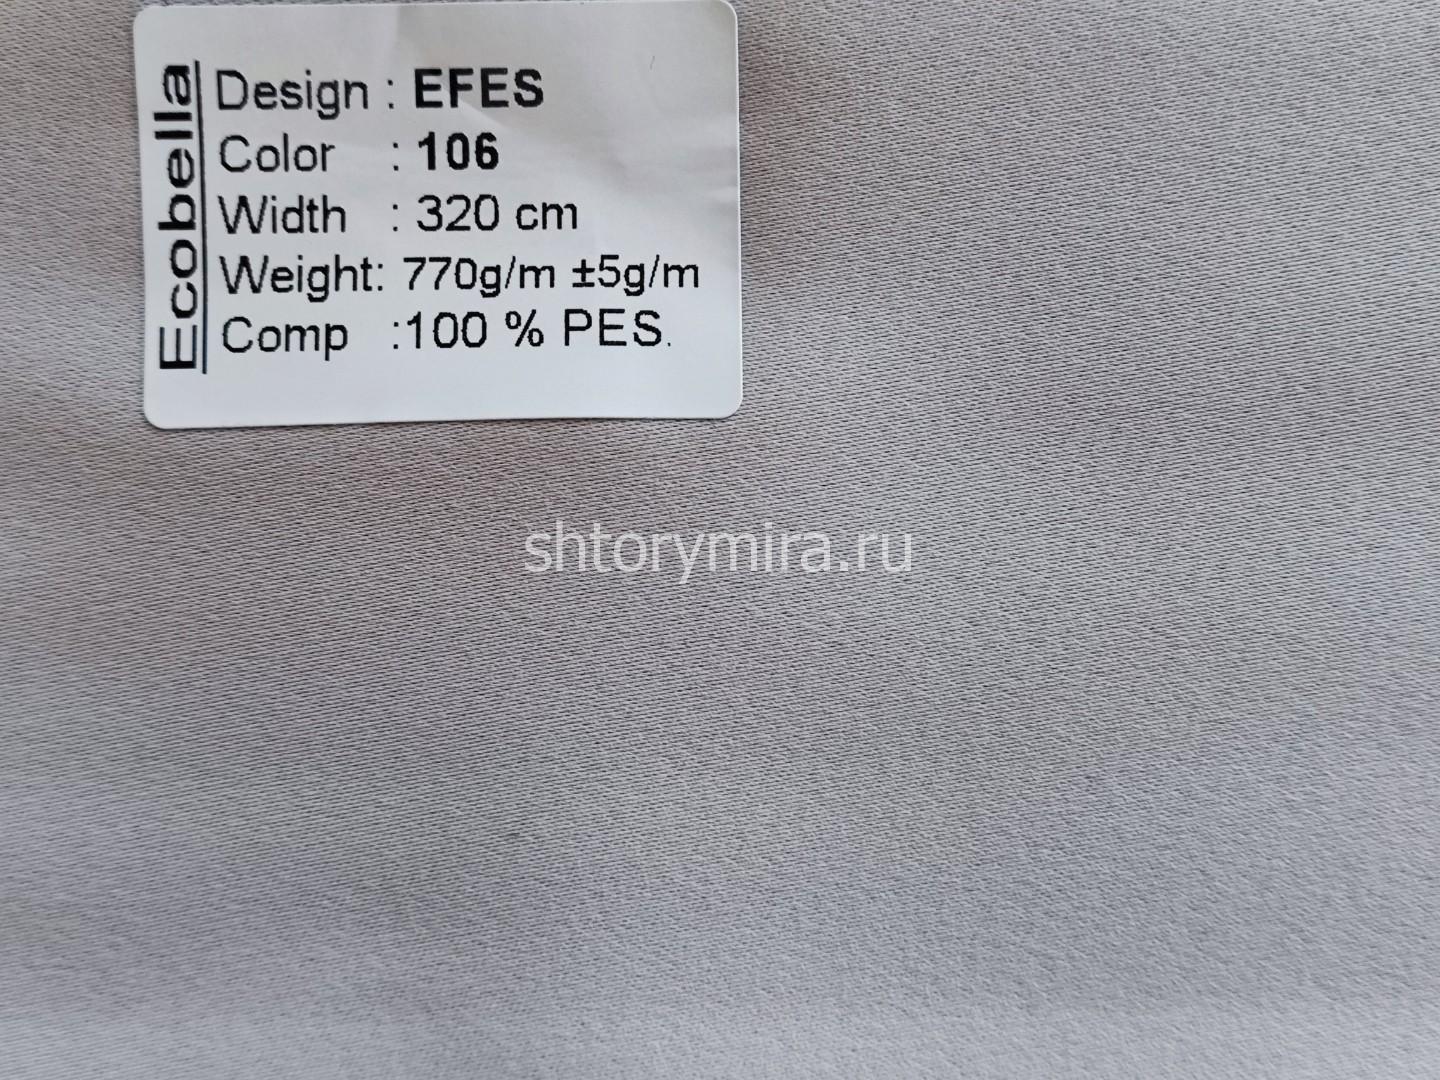 Ecobella
Design : EFES
Color : 106
Width : 320 cm
Weight: 770g/m ±5g/m
Comp :100 % PES.
shtorymira.ru